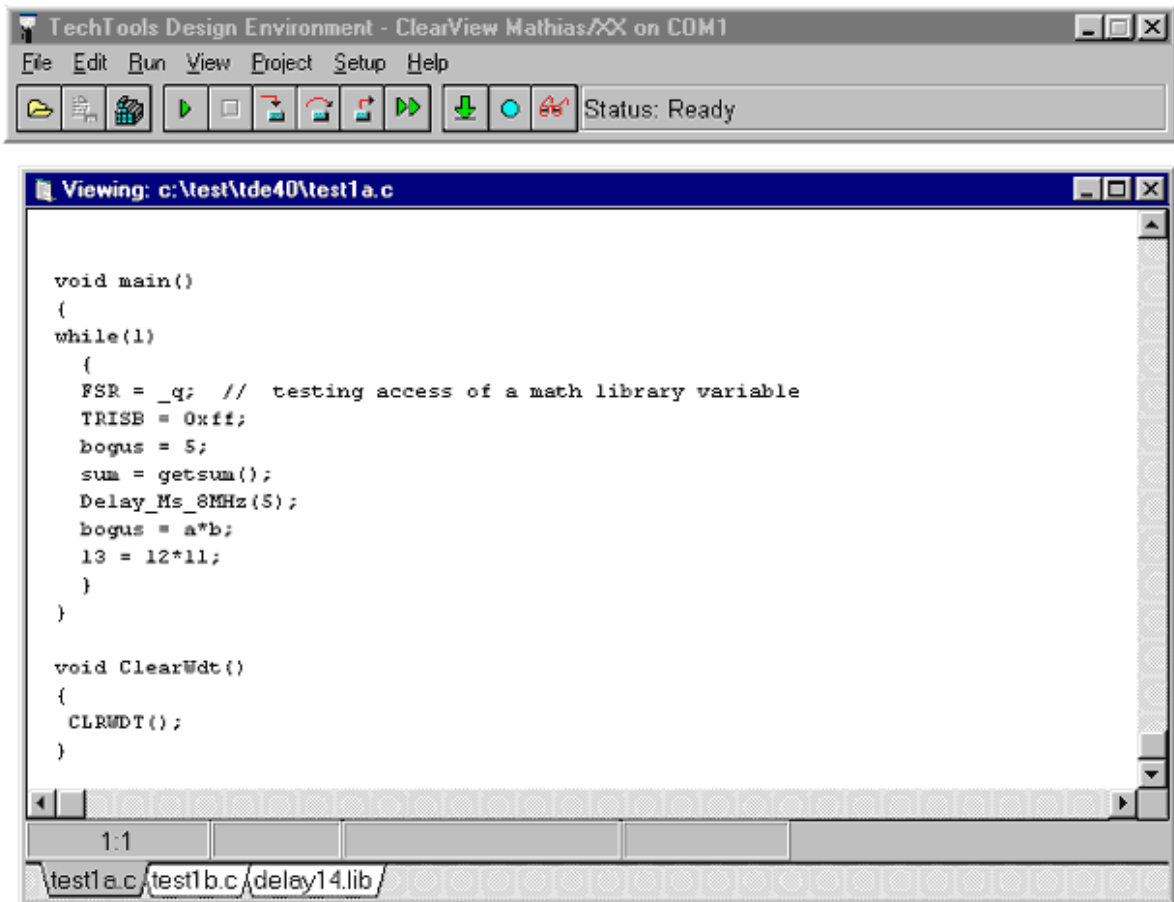 TechTools Design Environment - ClearView Mathias/XX on COM1
File Edit Run View Project Setup Help
Status: Ready
Viewing: c:\test\tde40\test1a.c
void main()
{
while(1)
{
FSR = _q; // testing access of a math library variable
TRISB = 0xff;
bogus = 5;
sum = getsum();
Delay_Ms_8MHz(5);
bogus = a*b;
l3 = l2*l1;
}
}
void ClearWdt()
{
CLRWDT();
}
1:1
test1a.c test1b.c delay14.lib